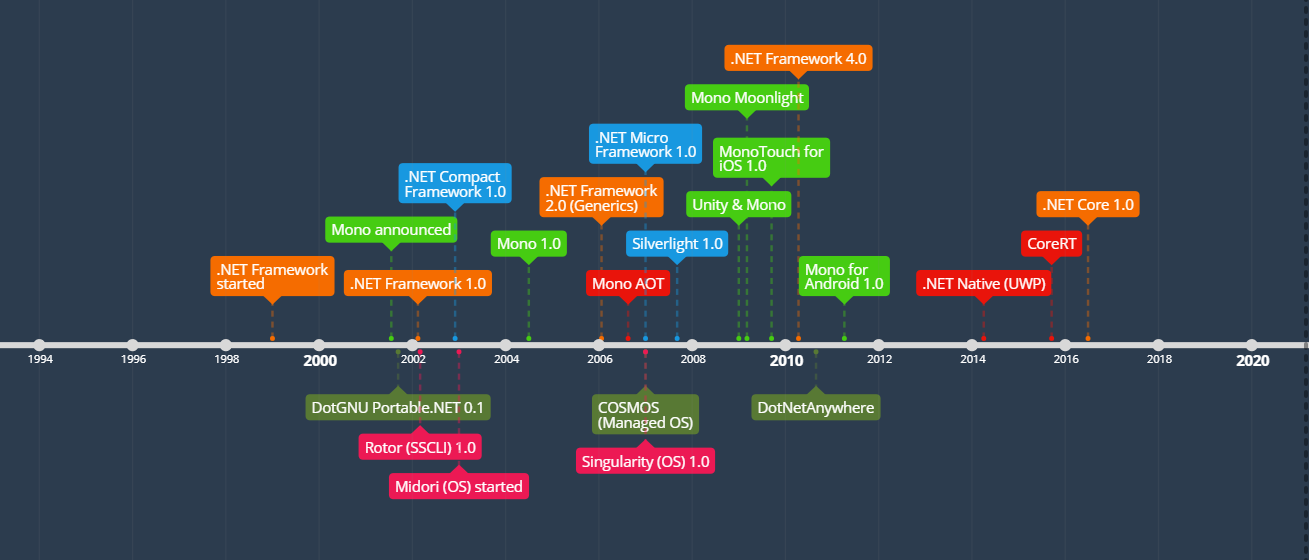 .NET Framework 4.0
Mono Moonlight
.NET Micro
Framework 1.0
MonoTouch for
iOS 1.0
.NET Compact
Framework 1.0
.NET Framework
2.0 (Generics)
Unity & Mono
.NET Core 1.0
Mono announced
Mono 1.0
Silverlight 1.0
CoreRT
.NET Framework
started
.NET Framework 1.0
Mono AOT
Mono for
Android 1.0
.NET Native (UWP)
1994
1996
1998
2000
2002
2004
2006
2008
2010
2012
2014
2016
2018
2020
DotGNU Portable.NET 0.1
COSMOS
(Managed OS)
DotNetAnywhere
Rotor (SSCLI) 1.0
Singularity (OS) 1.0
Midori (OS) started